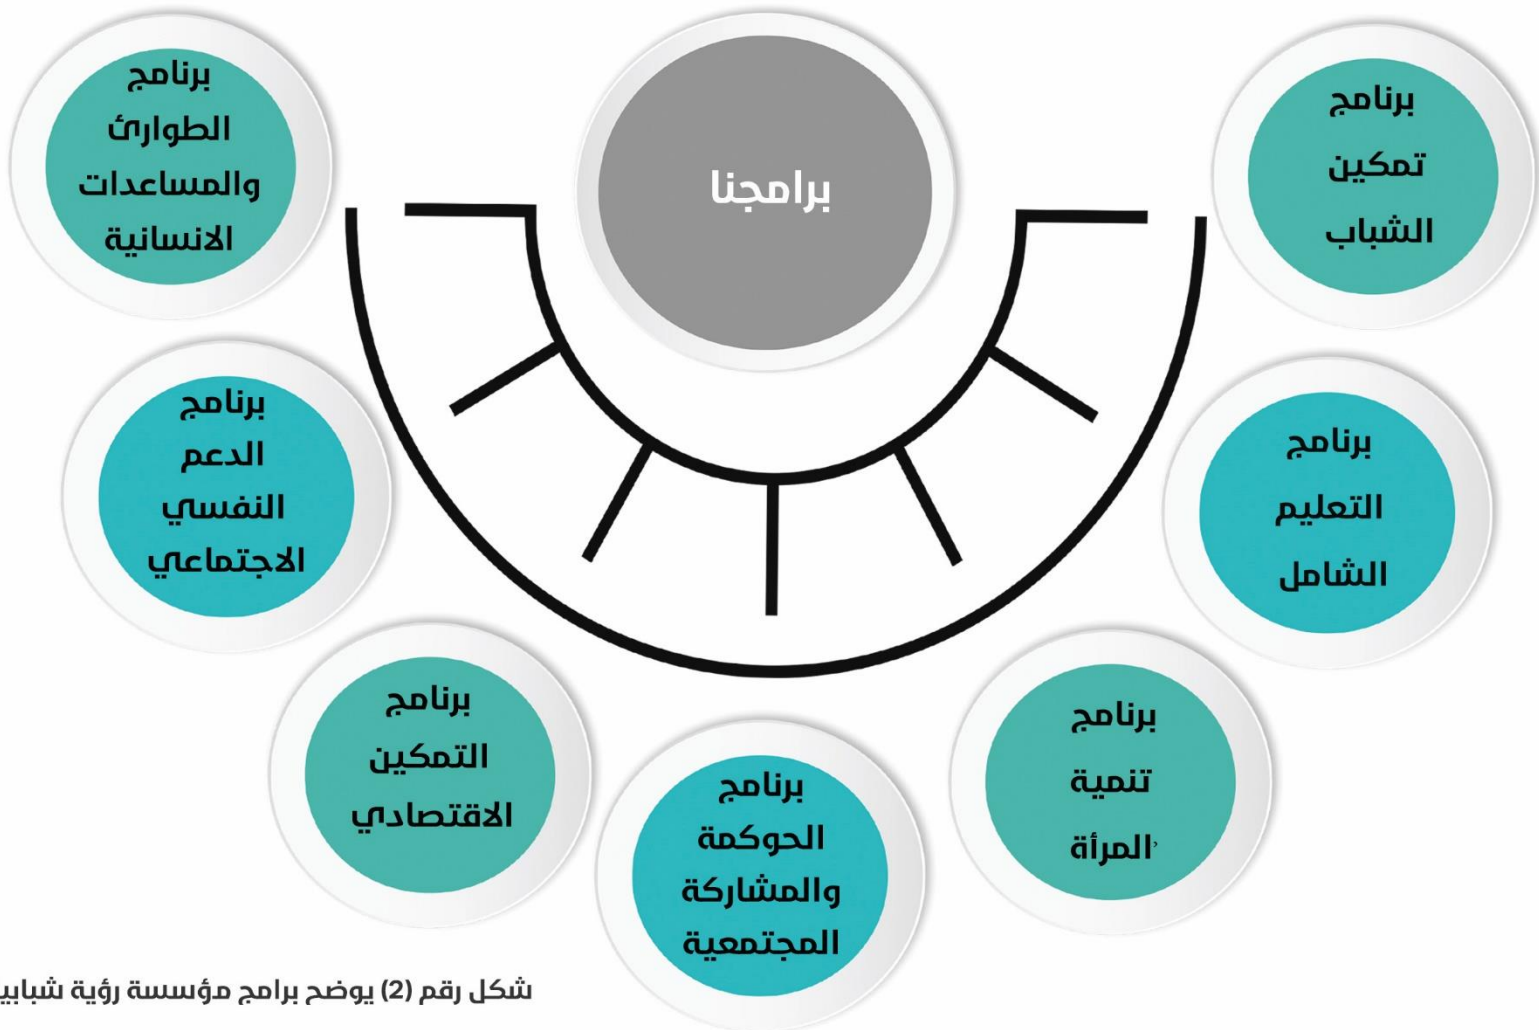 برامجنا
برنامج
تمكين
الشباب
برنامج
التعليم
الشامل
برنامج
تنمية
المرأة
برنامج
الحوكمة
والمشاركة
المجتمعية
برنامج
التمكين
الاقتصادي
برنامج
الدعم
النفسي
الاجتماعي
برنامج
الطوارئ
والمساعدات
الانسانية
شكل رقم (2) يوضح برامج مؤسسة رؤية